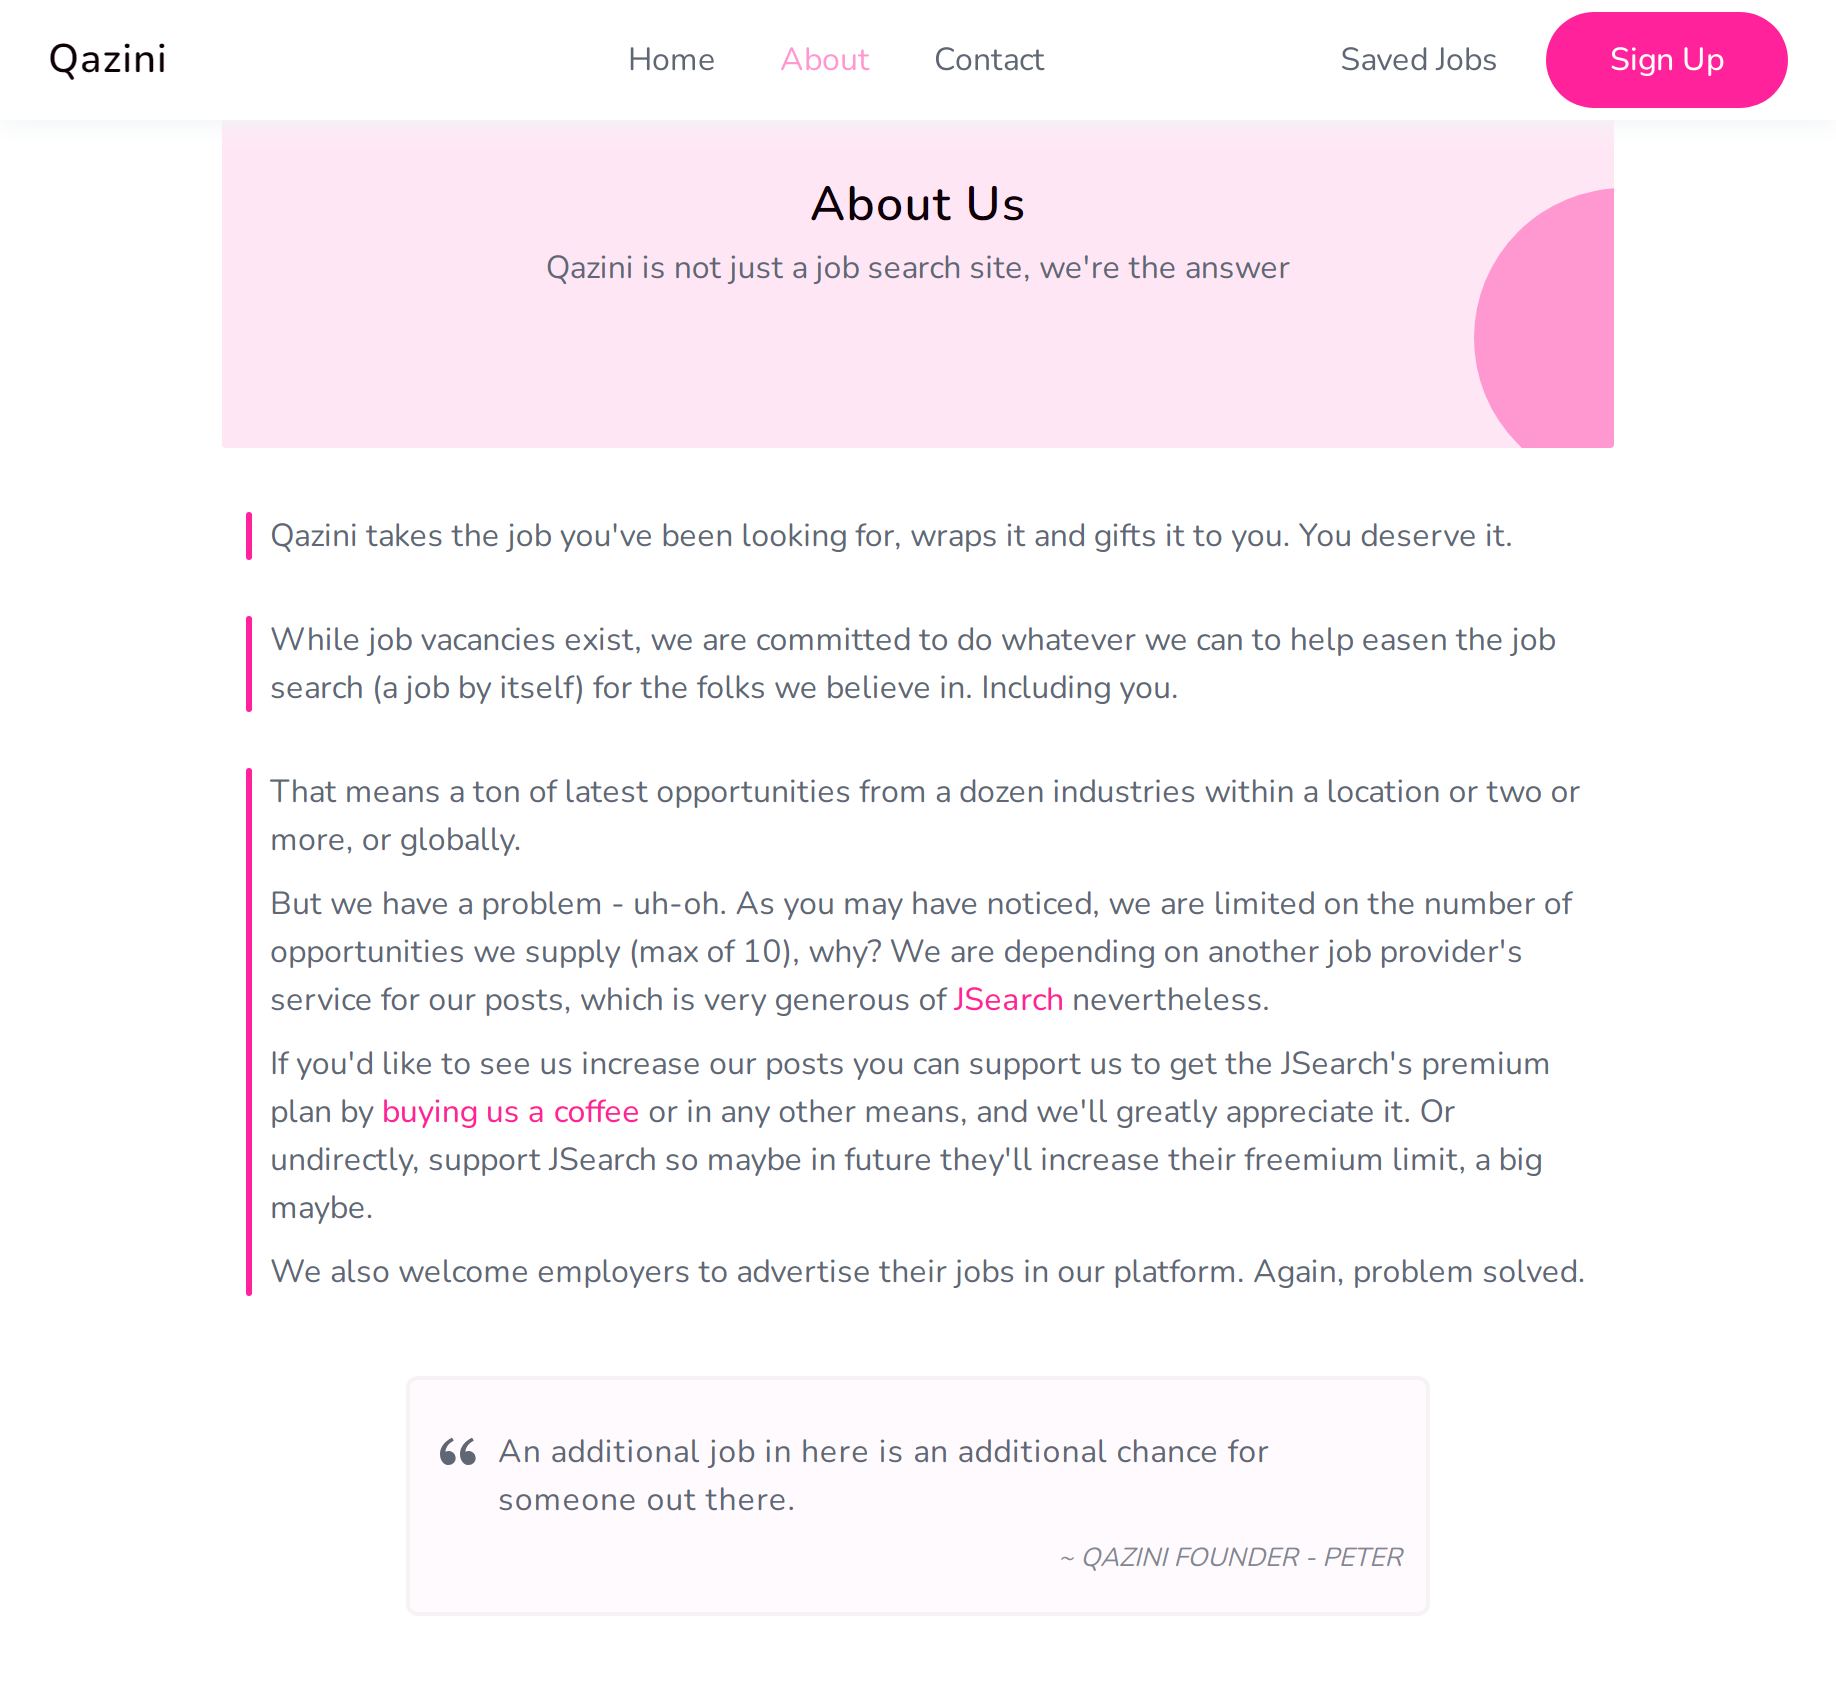 Qazini
Home
About
Contact
Saved Jobs
Sign Up
About Us
Qazini is not just a job search site, we're the answer
Qazini takes the job you've been looking for, wraps it and gifts it to you. You deserve it.
While job vacancies exist, we are committed to do whatever we can to help easen the job
search (a job by itself) for the folks we believe in. Including you.
That means a ton of latest opportunities from a dozen industries within a location or two or
more, or globally.
But we have a problem - uh-oh. As you may have noticed, we are limited on the number of
opportunities we supply (max of 10), why? We are depending on another job provider's
service for our posts, which is very generous of JSearch nevertheless.
If you'd like to see us increase our posts you can support us to get the JSearch's premium
plan by buying us a coffee or in any other means, and we'll greatly appreciate it. Or
undirectly, support JSearch so maybe in future they'll increase their freemium limit, a big
maybe.
We also welcome employers to advertise their jobs in our platform. Again, problem solved.
“ An additional job in here is an additional chance for
someone out there.
~ QAZINI FOUNDER - PETER